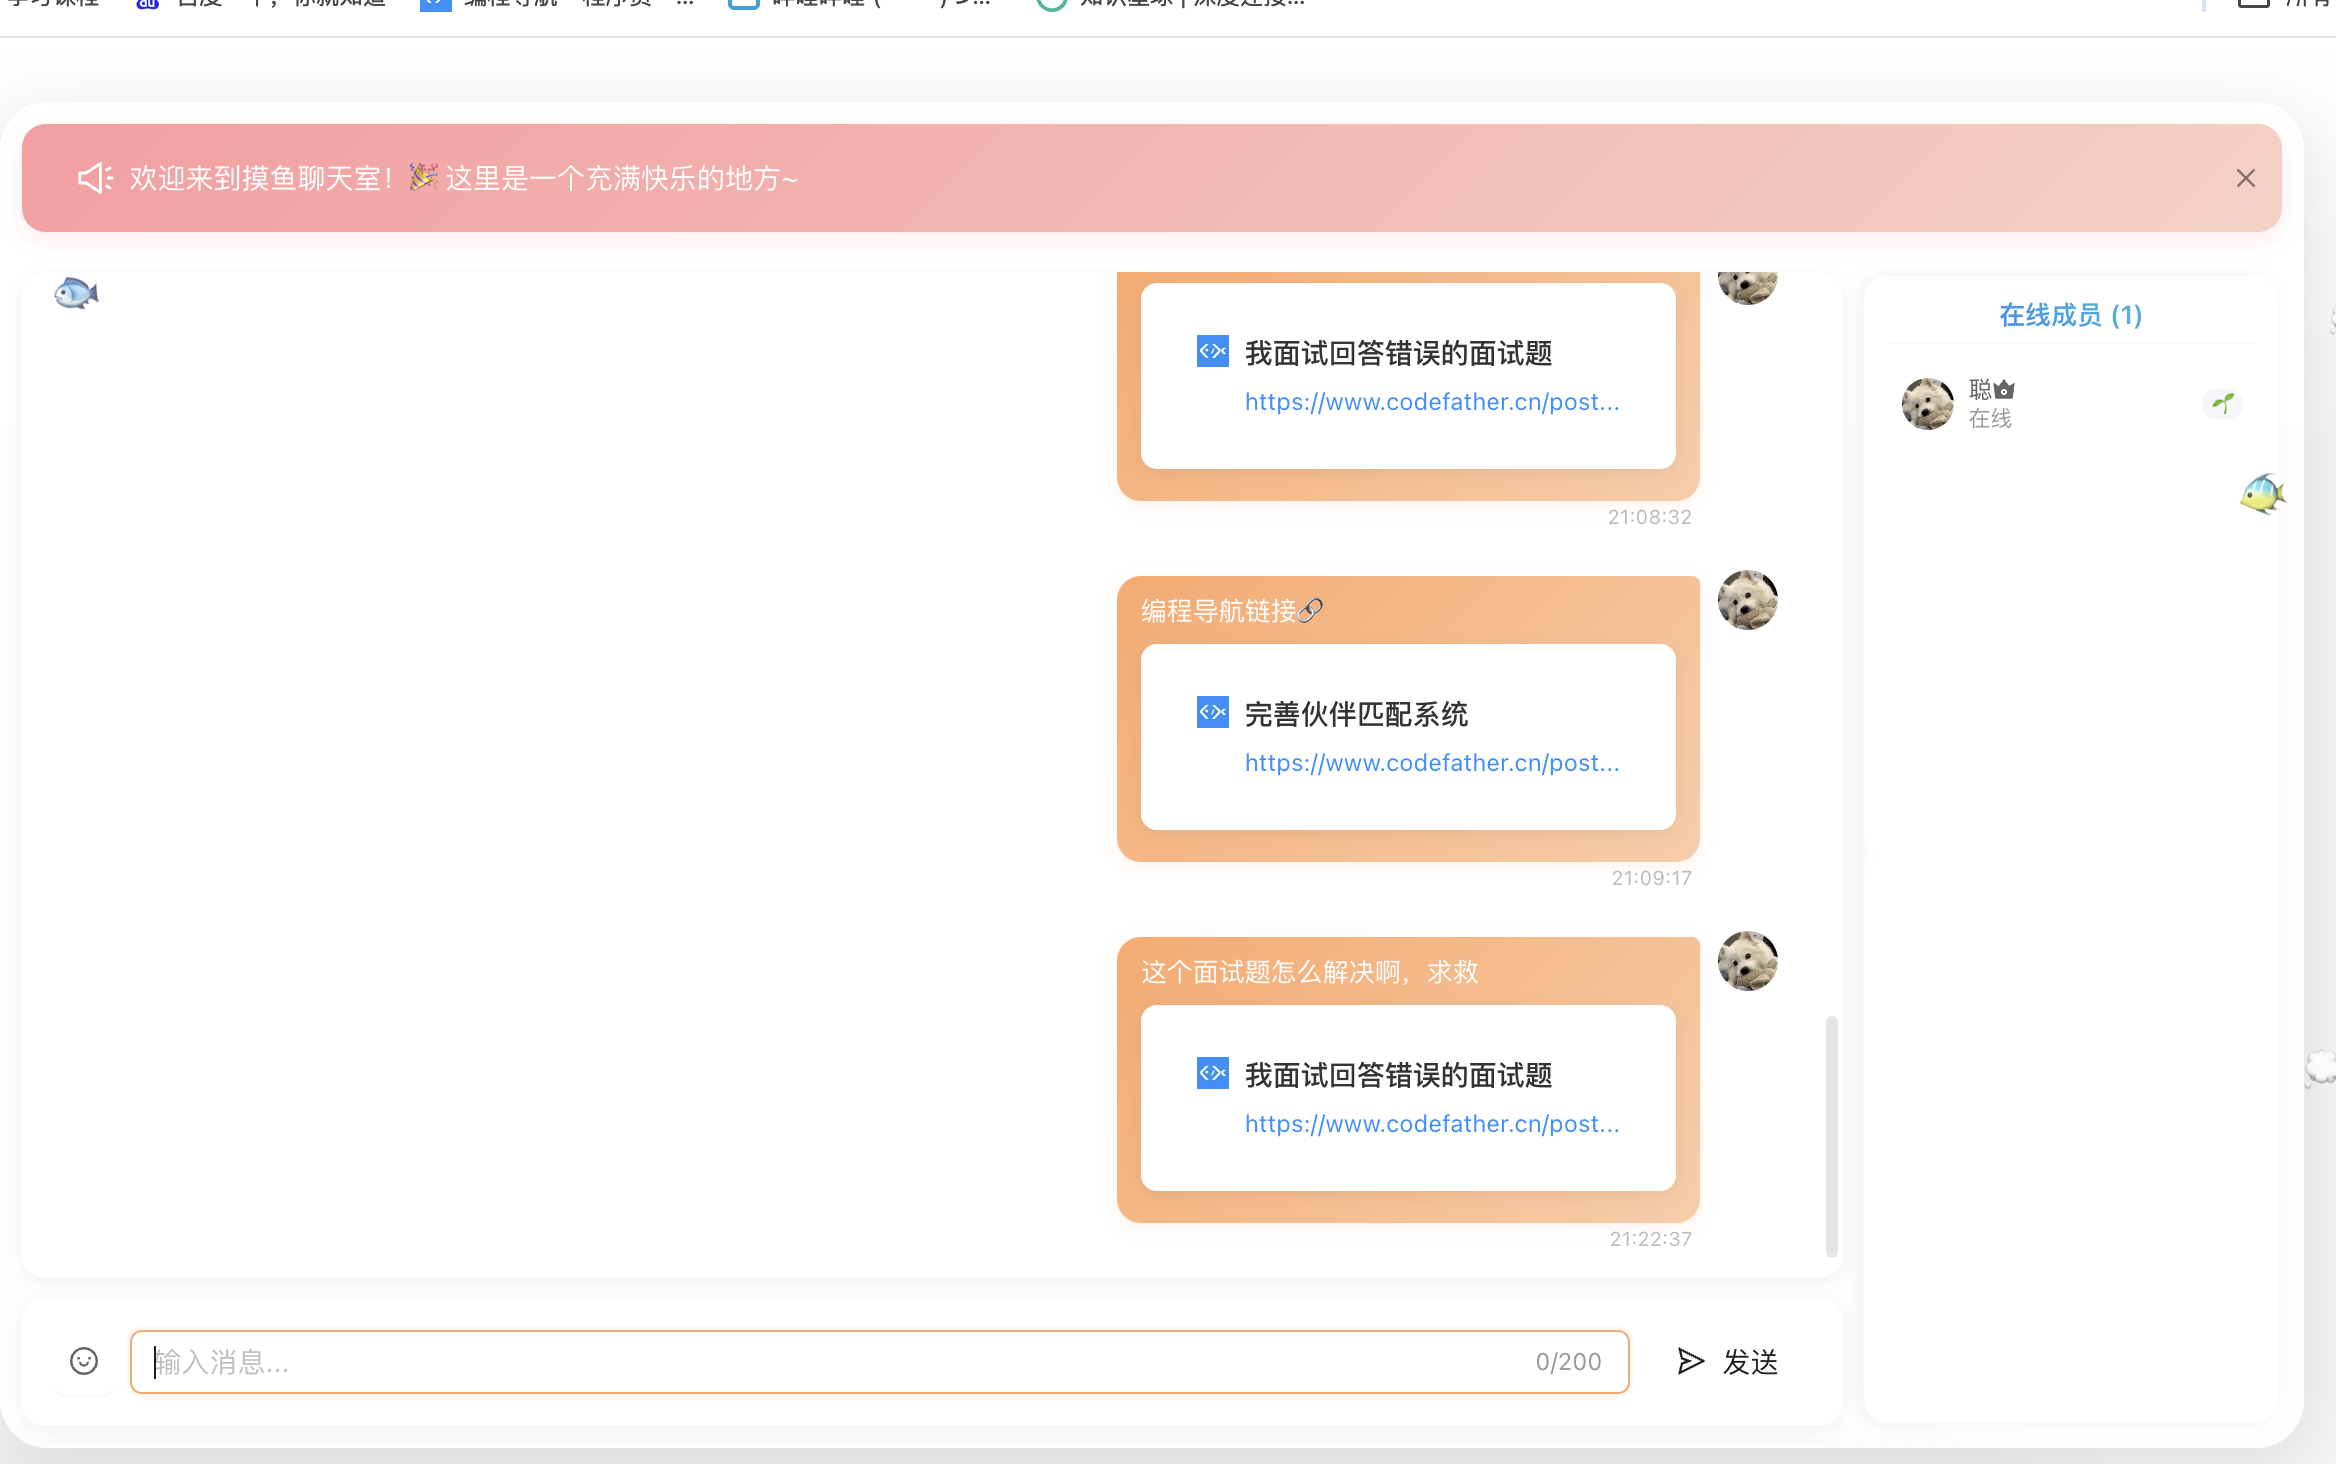 欢迎来到摸鱼聊天室！🎉 这里是一个充满快乐的地方~
我面试回答错误的面试题
https://www.codefather.cn/post...
21:08:32
编程导航链接🔗
完善伙伴匹配系统
https://www.codefather.cn/post...
21:09:17
这个面试题怎么解决啊，求救
我面试回答错误的面试题
https://www.codefather.cn/post...
21:22:37
输入消息...
0/200
发送
在线成员 (1)
聪
在线